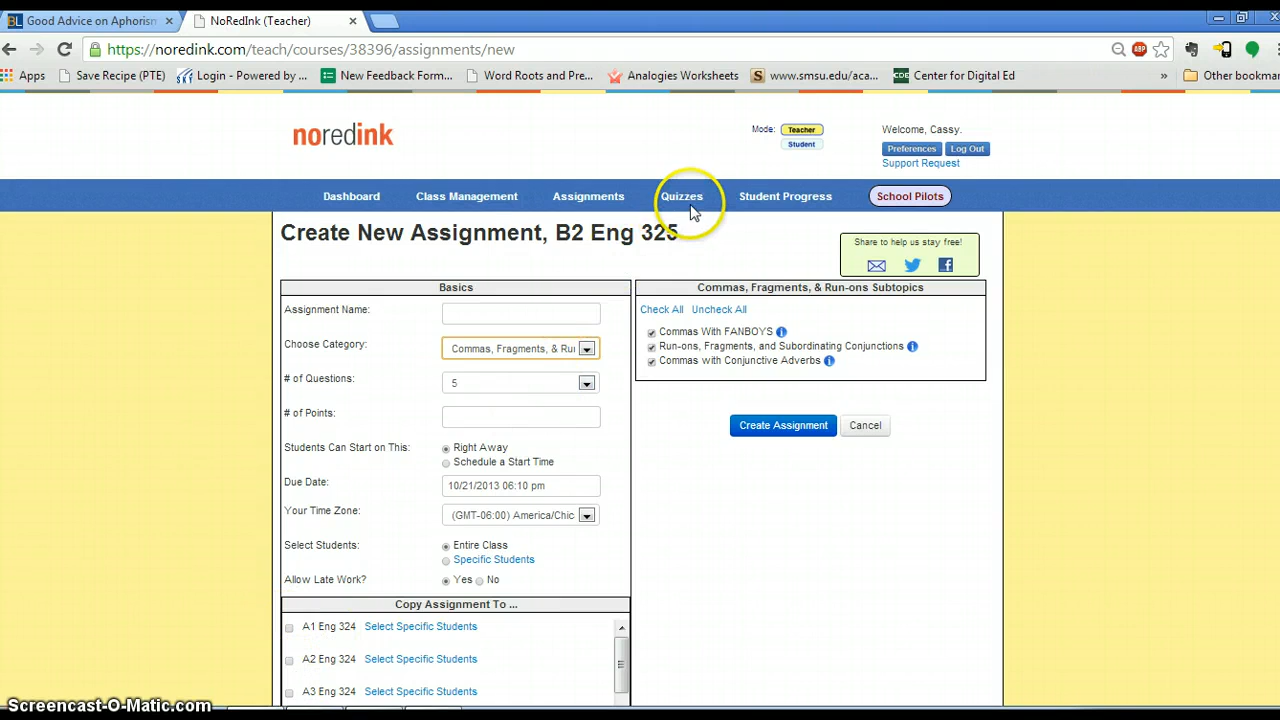 Good Advice on Aphorism
NoRedInk (Teacher)
https://noredink.com/teach/courses/38396/assignments/new
Apps Save Recipe (PTE) Login - Powered by ... New Feedback Form... Word Roots and Pre... Analogies Worksheets www.smsu.edu/aca... Center for Digital Ed » Other bookmar
noredink
Mode: Teacher
Student
Welcome, Cassy.
Preferences Log Out
Support Request
Dashboard Class Management Assignments Quizzes Student Progress School Pilots
Create New Assignment, B2 Eng 325
Share to help us stay free!
Basics
Assignment Name:
Choose Category: Commas, Fragments, & Ru
# of Questions: 5
# of Points:
Students Can Start on This: Right Away
Schedule a Start Time
Due Date: 10/21/2013 06:10 pm
Your Time Zone: (GMT-06:00) America/Chic
Select Students: Entire Class
Specific Students
Allow Late Work? Yes No
Copy Assignment To ...
A1 Eng 324 Select Specific Students
A2 Eng 324 Select Specific Students
A3 Eng 324 Select Specific Students
Commas, Fragments, & Run-ons Subtopics
Check All Uncheck All
Commas With FANBOYS
Run-ons, Fragments, and Subordinating Conjunctions
Commas with Conjunctive Adverbs
Create Assignment Cancel
Screencast-O-Matic.com